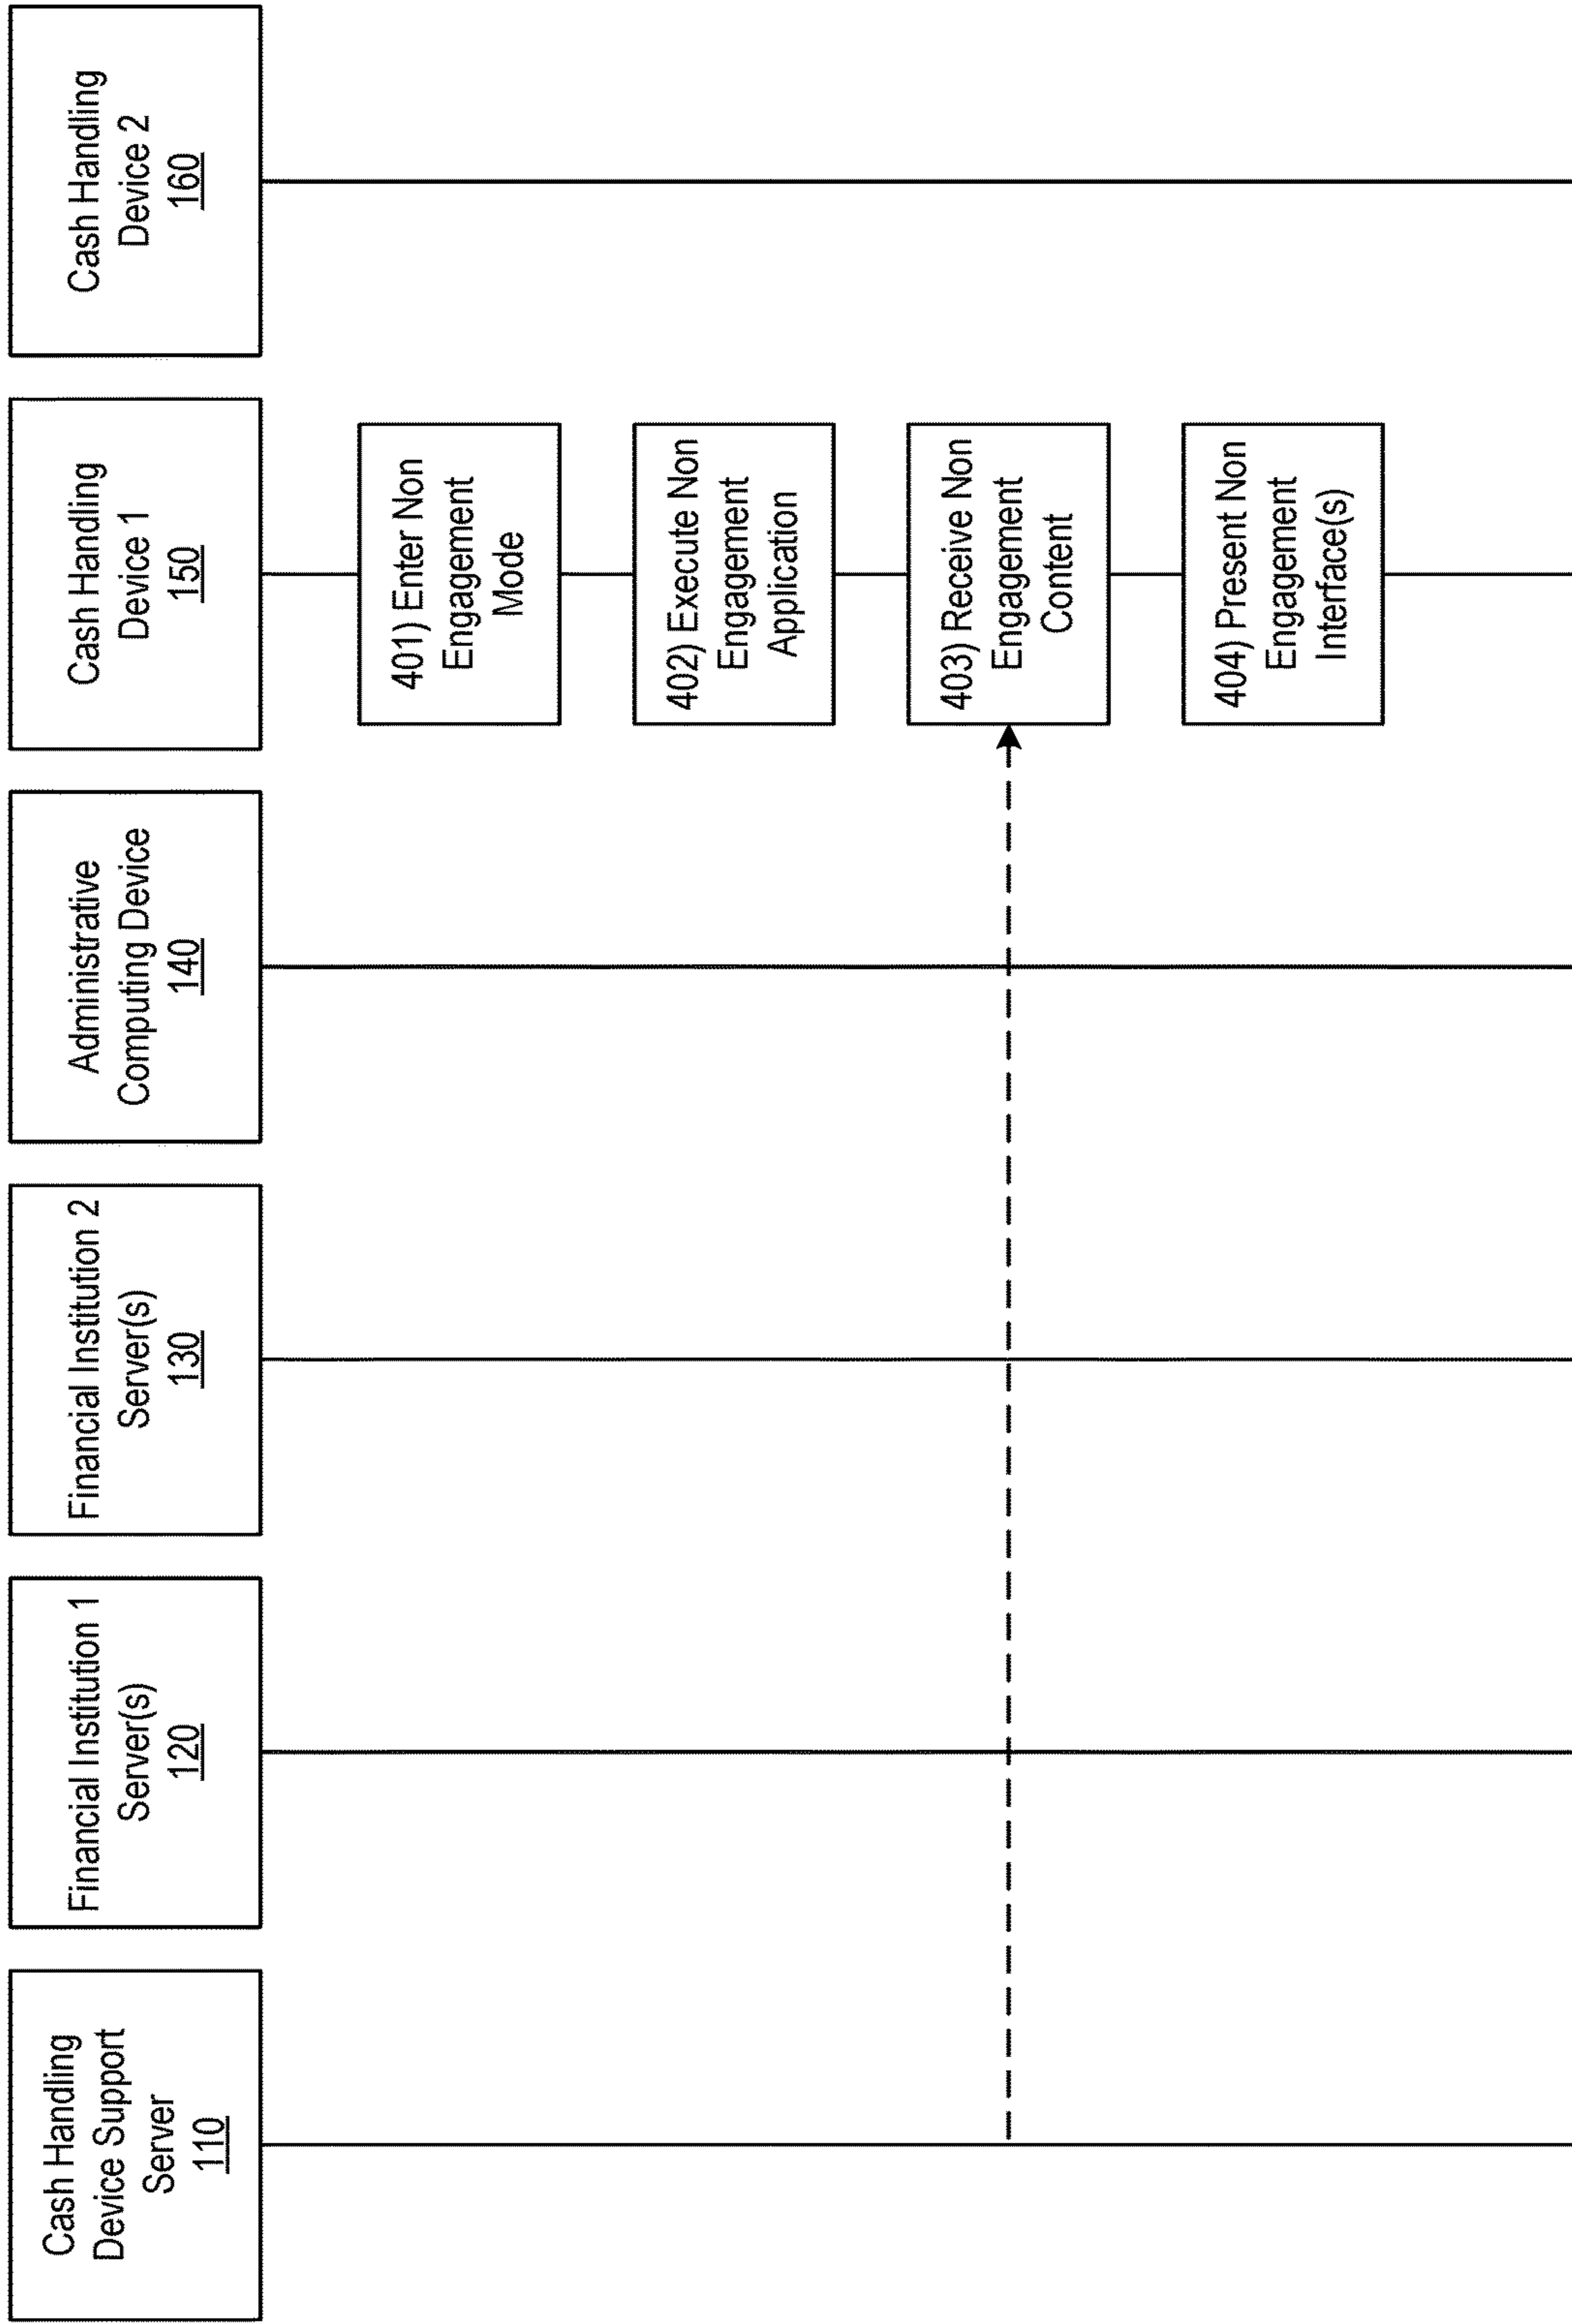 Cash Handling
Device Support
Server
110
Financial Institution 1
Server(s)
120
Financial Institution 2
Server(s)
130
Administrative
Computing Device
140
Cash Handling
Device 1
150
Cash Handling
Device 2
160
401) Enter Non
Engagement
Mode
402) Execute Non
Engagement
Application
403) Receive Non
Engagement
Content
404) Present Non
Engagement
Interface(s)